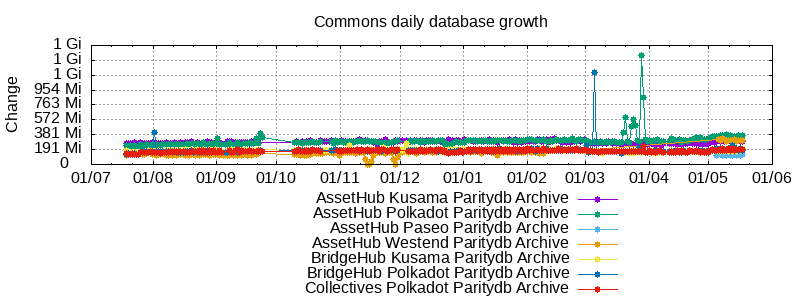 Commons daily database growth
Change
1 Gi
1 Gi
1 Gi
954 Mi
763 Mi
572 Mi
381 Mi
191 Mi
0
01/07 01/08 01/09 01/10 01/11 01/12 01/01 01/02 01/03 01/04 01/05 01/06
AssetHub Kusama Paritydb Archive
AssetHub Polkadot Paritydb Archive
AssetHub Paseo Paritydb Archive
AssetHub Westend Paritydb Archive
BridgeHub Kusama Paritydb Archive
BridgeHub Polkadot Paritydb Archive
Collectives Polkadot Paritydb Archive